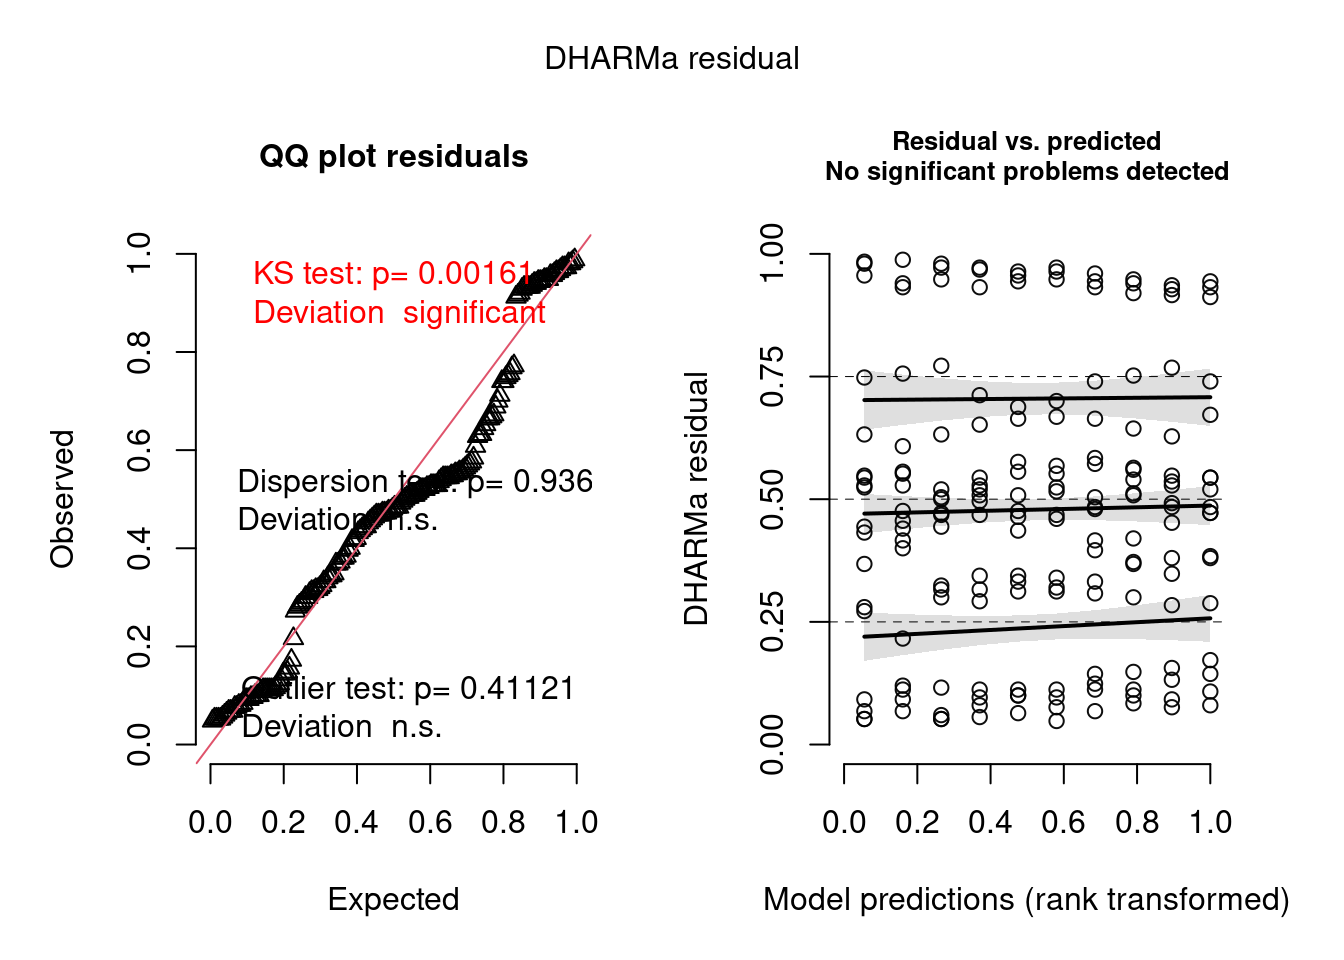 DHARMa residual
QQ plot residuals
KS test: p= 0.00161
Deviation  significant
Dispersion test: p= 0.936
Deviation  n.s.
Outlier test: p= 0.41121
Deviation  n.s.
Observed
0.0 0.2 0.4 0.6 0.8 1.0
0.0 0.2 0.4 0.6 0.8 1.0
Expected
Residual vs. predicted
No significant problems detected
DHARMa residual
0.00 0.25 0.50 0.75 1.00
0.0 0.2 0.4 0.6 0.8 1.0
Model predictions (rank transformed)